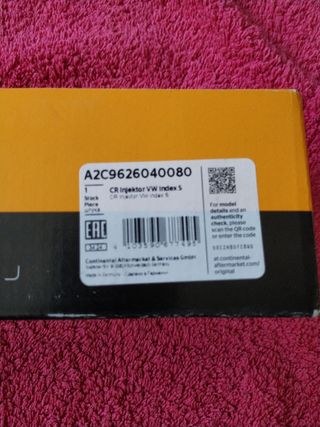 A2C9626040080
1
Stück
Piece
CR Injektor VW Index S
CR Injector VW Index S
EAC
Continental Aftermarket & Services GmbH
Made in Germany
For model
details and an
authenticity
check,
please
scan the QR code
or enter the code
at continental-
aftermarket.com/
original